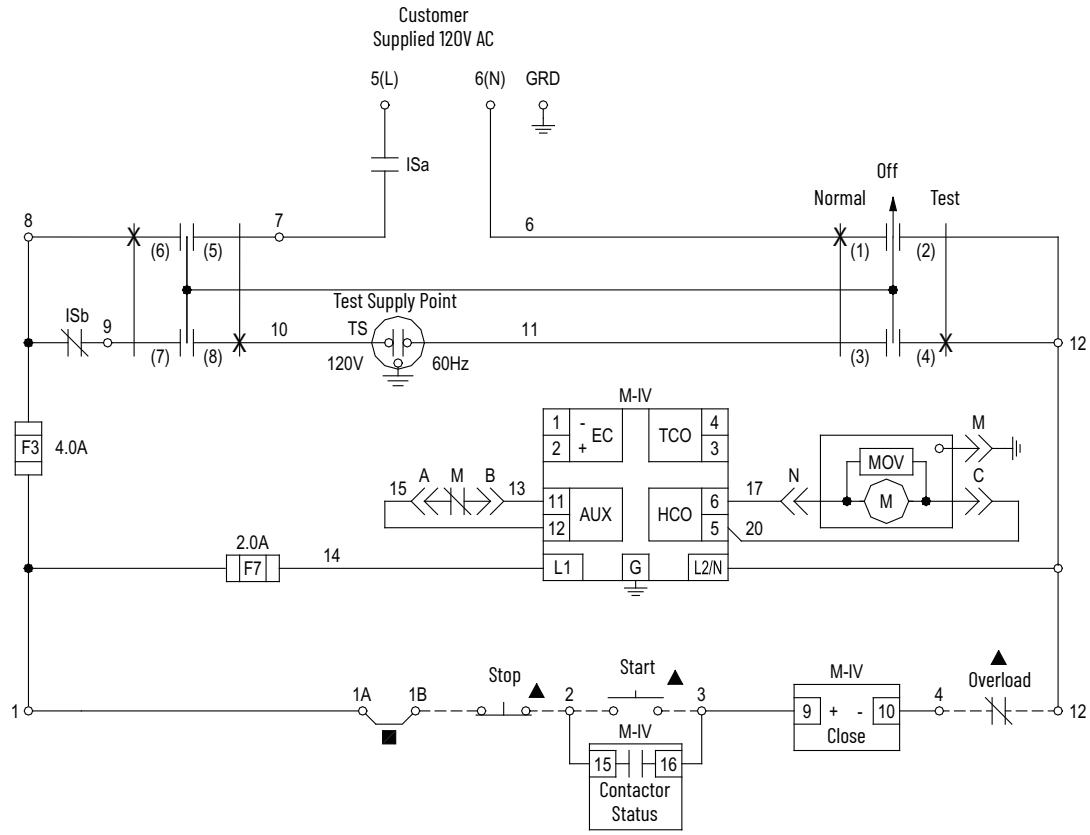 Customer
Supplied 120V AC
5(L) 6(N) GRD
ISa
Off
Normal Test
8 7 6
(6) (5) (1) (2)
Test Supply Point
ISb 9 10 TS 11
(7) (8) 120V 60Hz (3) (4) 12
M-IV
1 - EC TCO 4
2 + 3
F3 4.0A
15 A M B 13 11 AUX HCO 6 17 N MOV M
12 5 20 M C
2.0A
F7 14 L1 G L2/N
Stop Start M-IV Overload
1 1A 1B 2 3 9 + - 10 4 12
Close
M-IV
15 16
Contactor
Status